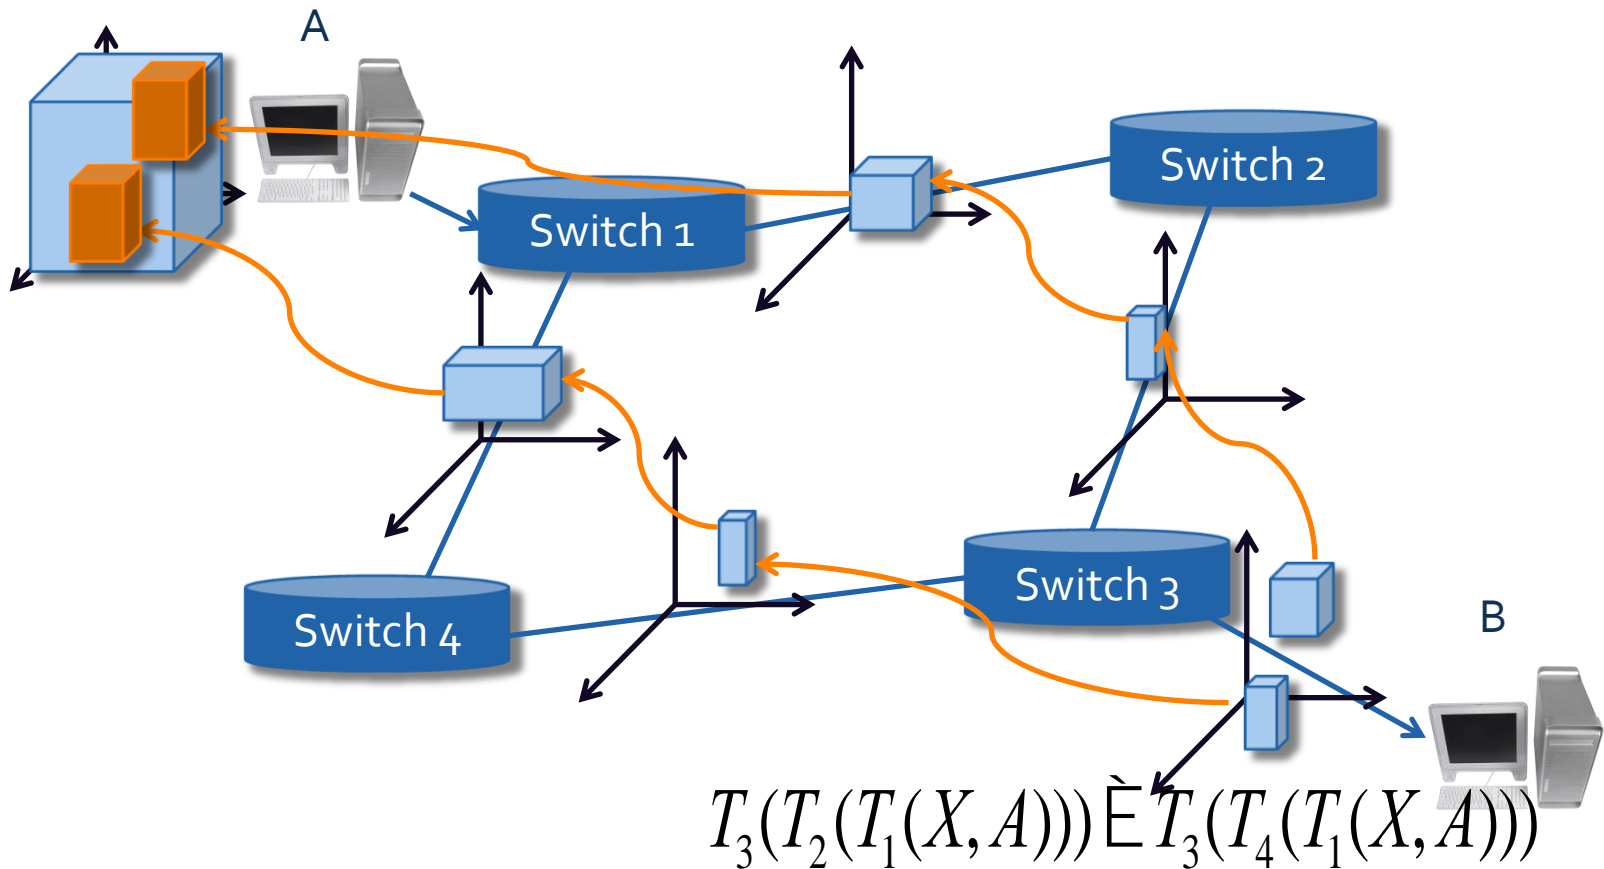 A
Switch 2
Switch 1
Switch 3
Switch 4
B
T₃(T₂(T₁(X, A))) È T₃(T₄(T₁(X, A)))